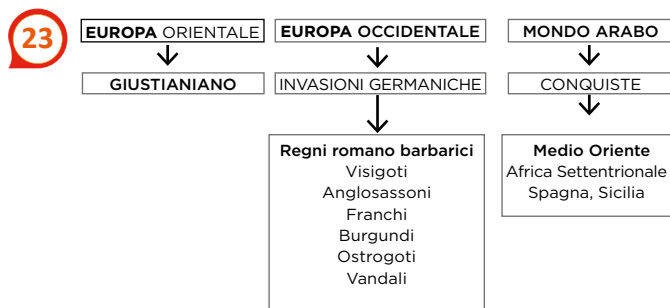 23
EUROPA ORIENTALE
GIUSTIANIANO
EUROPA OCCIDENTALE
INVASIONI GERMANICHE
Regni romano barbarici
Visigoti
Anglosassoni
Franchi
Burgundi
Ostrogoti
Vandali
MONDO ARABO
CONQUISTE
Medio Oriente
Africa Settentrionale
Spagna, Sicilia